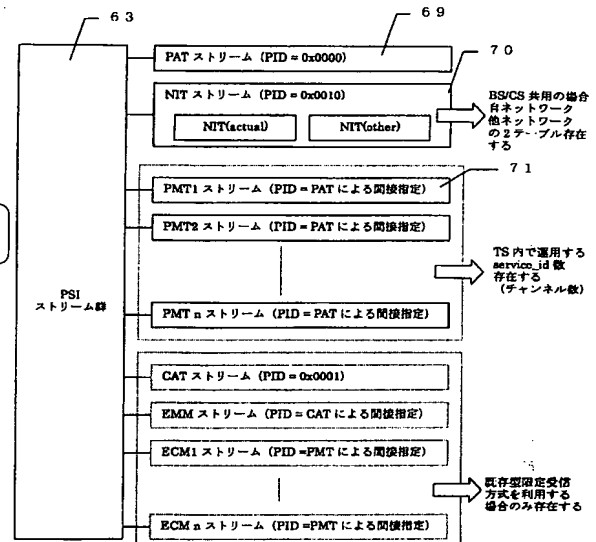 ６３
６９
PAT ストリーム（PID = 0x0000）
７０
NIT ストリーム（PID = 0x0010）
NIT(actual)
NIT(other)
BS/CS 共用の場合
自ネットワーク
他ネットワーク
の２テーブル存在
する
７１
PMT1 ストリーム（PID = PAT による間接指定）
PMT2 ストリーム（PID = PAT による間接指定）
PMT n ストリーム（PID = PAT による間接指定）
TS 内で運用する
service_id 数
存在する
（チャンネル数）
PSI
ストリーム群
CAT ストリーム（PID = 0x0001）
EMM ストリーム（PID = CAT による間接指定）
ECM1 ストリーム（PID =PMT による間接指定）
ECM n ストリーム（PID =PMT による間接指定）
既存型限定受信
方式を利用する
場合のみ存在する